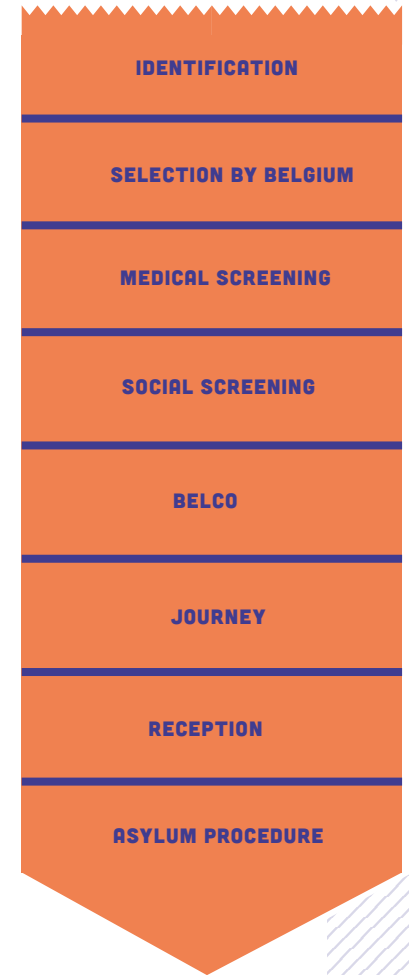 IDENTIFICATION
SELECTION BY BELGIUM
MEDICAL SCREENING
SOCIAL SCREENING
BELCO
JOURNEY
RECEPTION
ASYLUM PROCEDURE